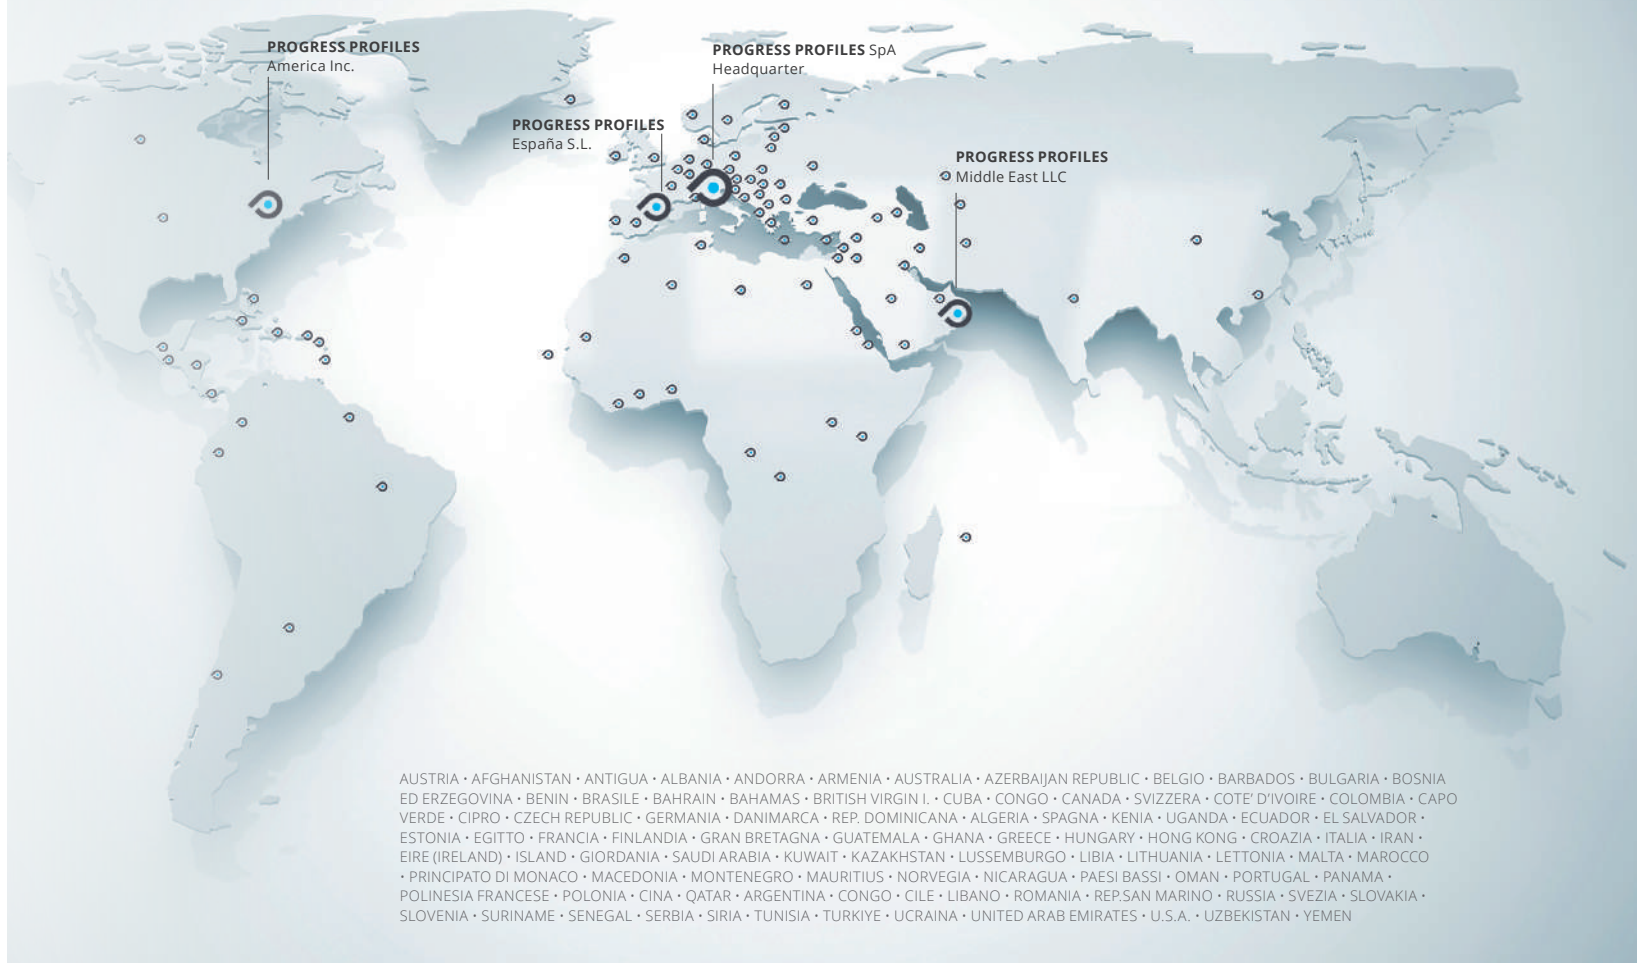 PROGRESS PROFILES
America Inc.
PROGRESS PROFILES SpA
Headquarter
PROGRESS PROFILES
España S.L.
PROGRESS PROFILES
Middle East LLC
AUSTRIA • AFGHANISTAN • ANTIGUA • ALBANIA • ANDORRA • ARMENIA • AUSTRALIA • AZERBAIJAN REPUBLIC • BELGIO • BARBADOS • BULGARIA • BOSNIA
ED ERZEGOVINA • BENIN • BRASILE • BAHRAIN • BAHAMAS • BRITISH VIRGIN I. • CUBA • CONGO • CANADA • SVIZZERA • COTE’ D’IVOIRE • COLOMBIA • CAPO
VERDE • CIPRO • CZECH REPUBLIC • GERMANIA • DANIMARCA • REP. DOMINICANA • ALGERIA • SPAGNA • KENIA • UGANDA • ECUADOR • EL SALVADOR •
ESTONIA • EGITTO • FRANCIA • FINLANDIA • GRAN BRETAGNA • GUATEMALA • GHANA • GREECE • HUNGARY • HONG KONG • CROAZIA • ITALIA • IRAN •
EIRE (IRELAND) • ISLAND • GIORDANIA • SAUDI ARABIA • KUWAIT • KAZAKHSTAN • LUSSEMBURGO • LIBIA • LITHUANIA • LETTONIA • MALTA • MAROCCO
• PRINCIPATO DI MONACO • MACEDONIA • MONTENEGRO • MAURITIUS • NORVEGIA • NICARAGUA • PAESI BASSI • OMAN • PORTUGAL • PANAMA •
POLINESIA FRANCESE • POLONIA • CINA • QATAR • ARGENTINA • CONGO • CILE • LIBANO • ROMANIA • REP.SAN MARINO • RUSSIA • SVEZIA • SLOVAKIA •
SLOVENIA • SURINAME • SENEGAL • SERBIA • SIRIA • TUNISIA • TURKIYE • UCRAINA • UNITED ARAB EMIRATES • U.S.A. • UZBEKISTAN • YEMEN